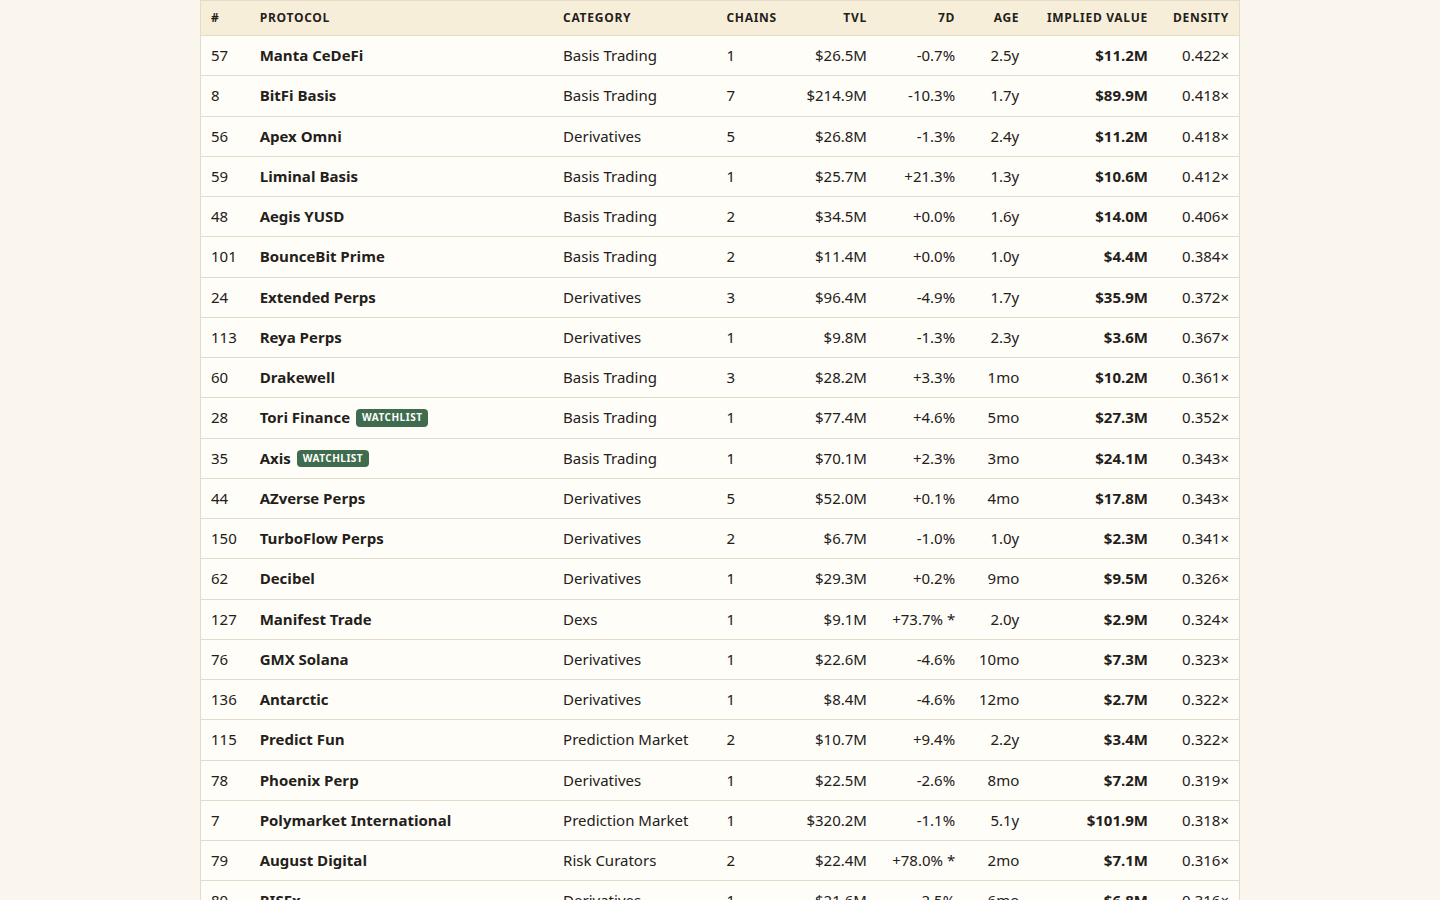 # PROTOCOL CATEGORY CHAINS TVL 7D AGE IMPLIED VALUE DENSITY
57 Manta CeDeFi Basis Trading 1 $26.5M -0.7% 2.5y $11.2M 0.422×
8 BitFi Basis Basis Trading 7 $214.9M -10.3% 1.7y $89.9M 0.418×
56 Apex Omni Derivatives 5 $26.8M -1.3% 2.4y $11.2M 0.418×
59 Liminal Basis Basis Trading 1 $25.7M +21.3% 1.3y $10.6M 0.412×
48 Aegis YUSD Basis Trading 2 $34.5M +0.0% 1.6y $14.0M 0.406×
101 BounceBit Prime Basis Trading 2 $11.4M +0.0% 1.0y $4.4M 0.384×
24 Extended Perps Derivatives 3 $96.4M -4.9% 1.7y $35.9M 0.372×
113 Reya Perps Derivatives 1 $9.8M -1.3% 2.3y $3.6M 0.367×
60 Drakewell Basis Trading 3 $28.2M +3.3% 1mo $10.2M 0.361×
28 Tori Finance WATCHLIST Basis Trading 1 $77.4M +4.6% 5mo $27.3M 0.352×
35 Axis WATCHLIST Basis Trading 1 $70.1M +2.3% 3mo $24.1M 0.343×
44 AZverse Perps Derivatives 5 $52.0M +0.1% 4mo $17.8M 0.343×
150 TurboFlow Perps Derivatives 2 $6.7M -1.0% 1.0y $2.3M 0.341×
62 Decibel Derivatives 1 $29.3M +0.2% 9mo $9.5M 0.326×
127 Manifest Trade Dexs 1 $9.1M +73.7% * 2.0y $2.9M 0.324×
76 GMX Solana Derivatives 1 $22.6M -4.6% 10mo $7.3M 0.323×
136 Antarctic Derivatives 1 $8.4M -4.6% 12mo $2.7M 0.322×
115 Predict Fun Prediction Market 2 $10.7M +9.4% 2.2y $3.4M 0.322×
78 Phoenix Perp Derivatives 1 $22.5M -2.6% 8mo $7.2M 0.319×
7 Polymarket International Prediction Market 1 $320.2M -1.1% 5.1y $101.9M 0.318×
79 August Digital Risk Curators 2 $22.4M +78.0% * 2mo $7.1M 0.316×